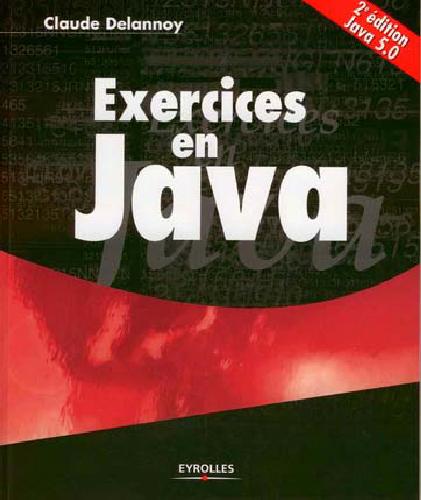 Claude Delannoy
2e édition
Java 5.0
Exercices
en
Java
EYROLLES